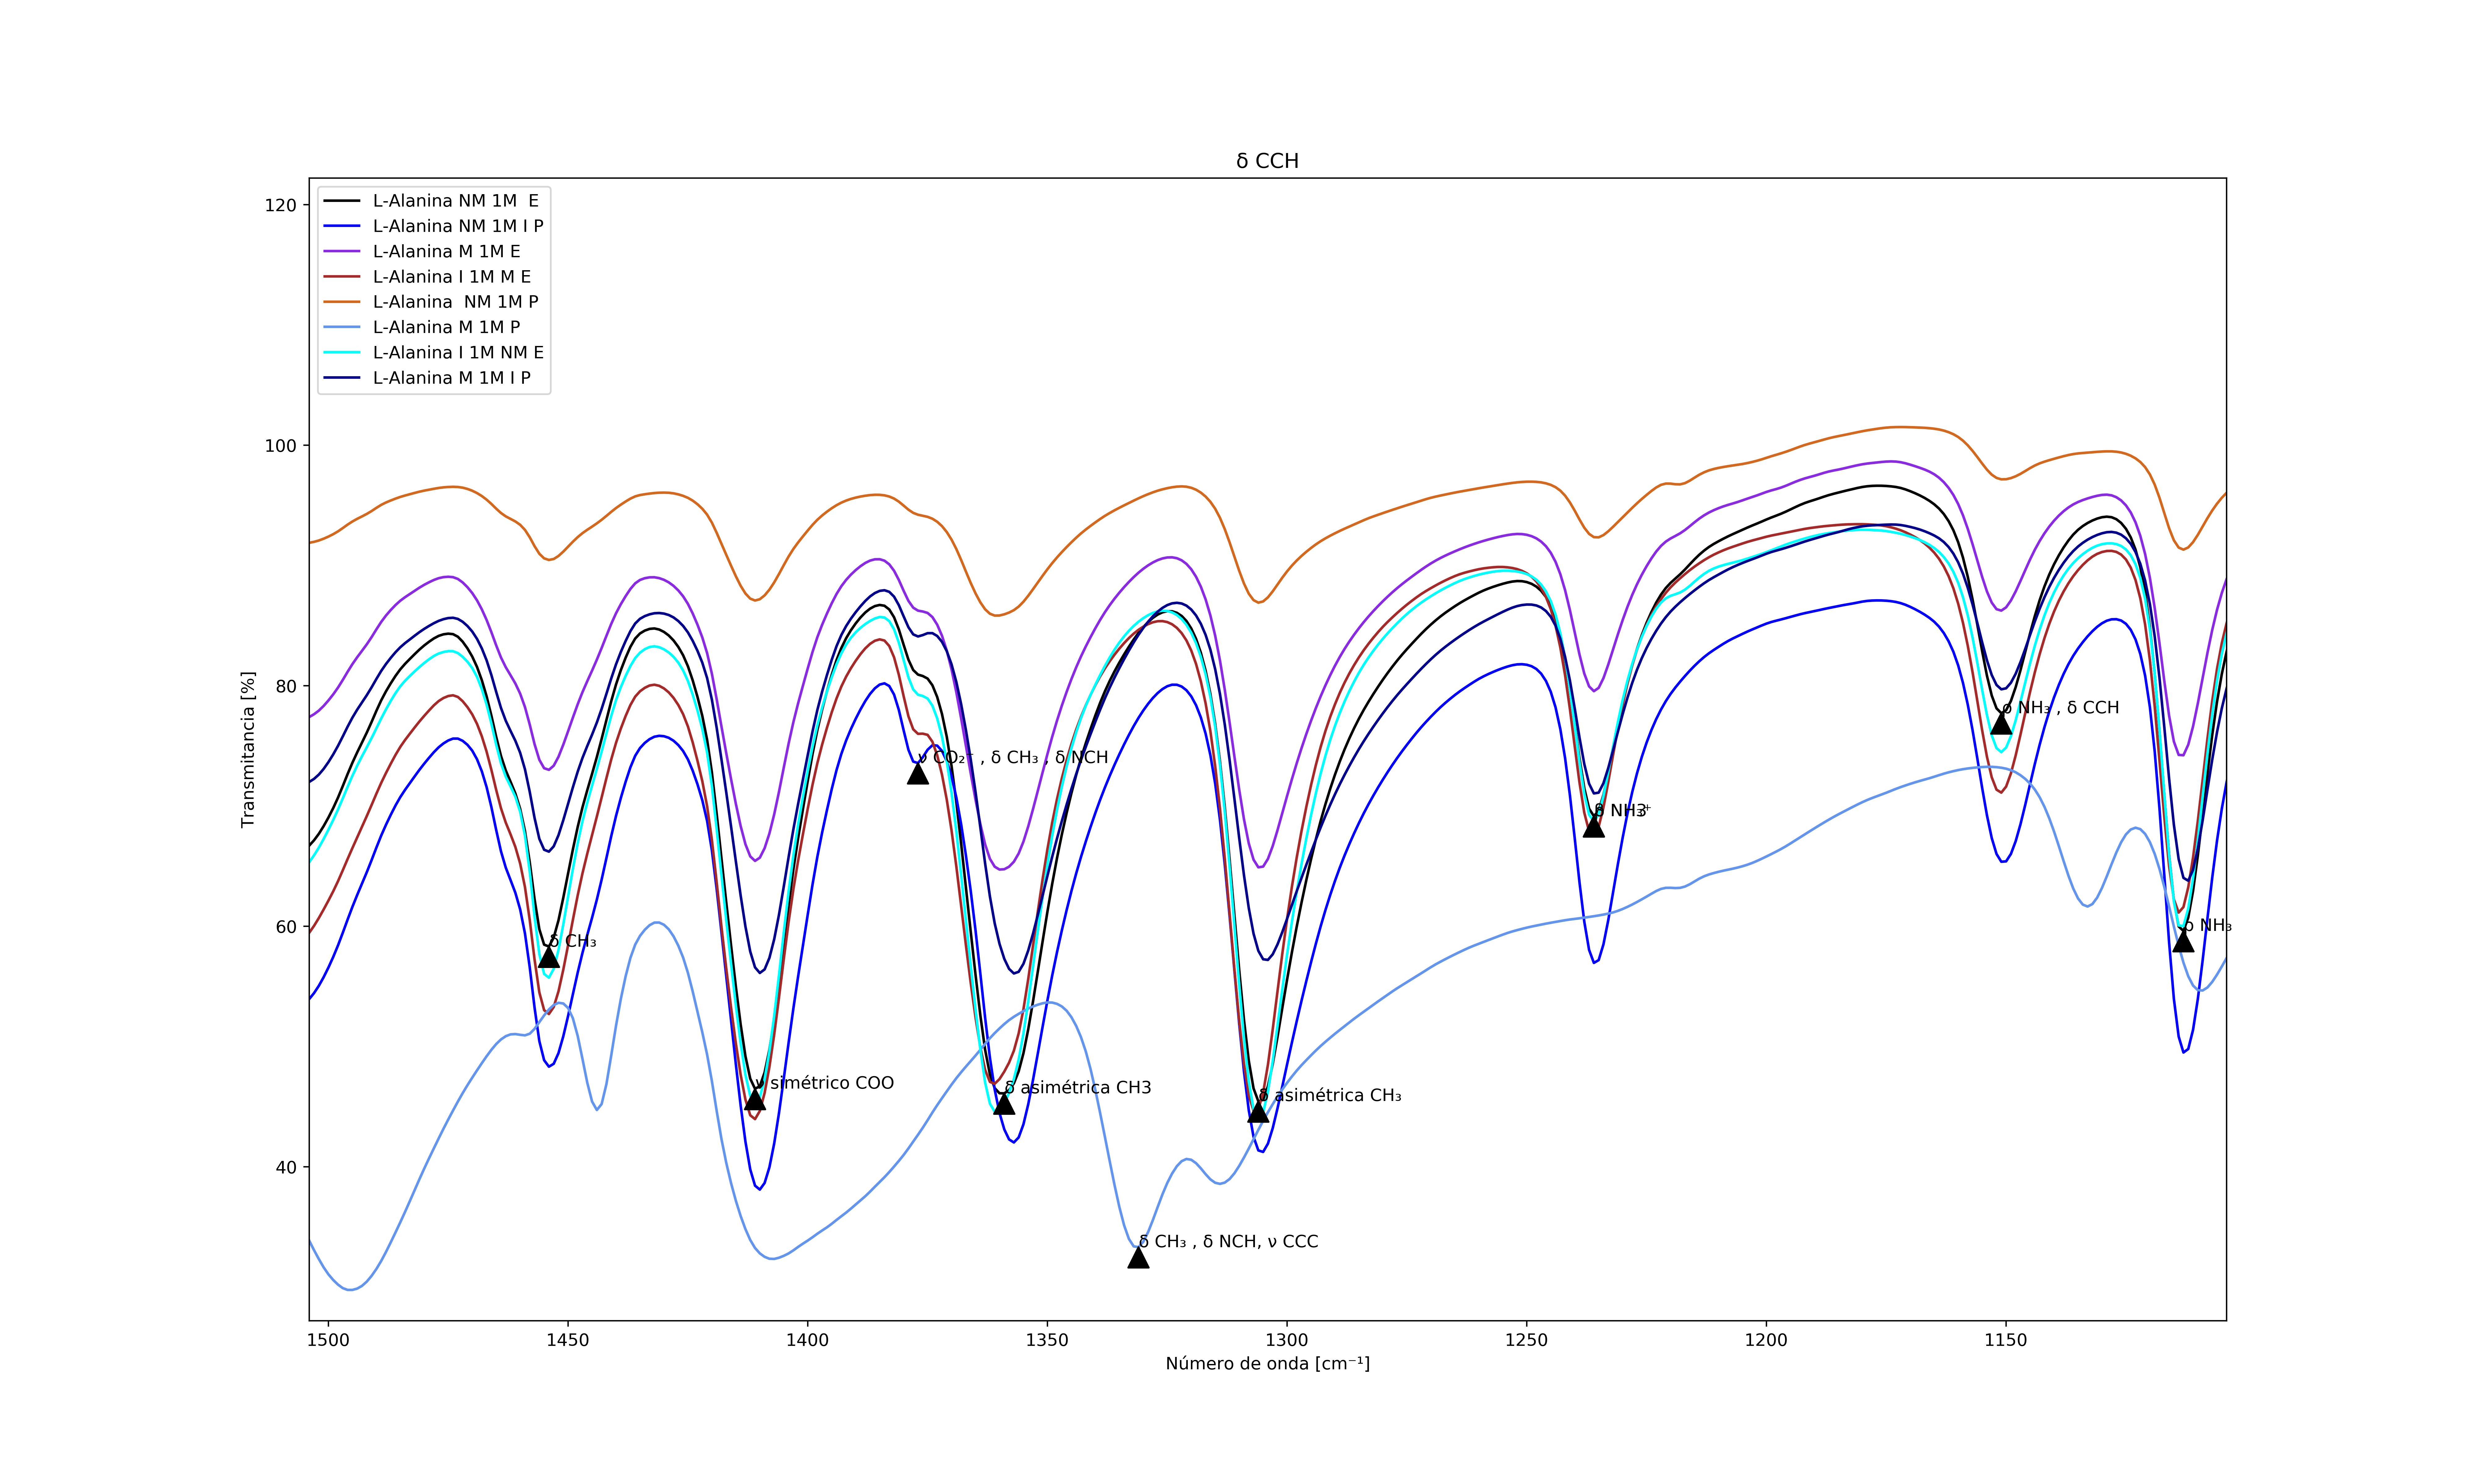 δ CCH
L-Alanina NM 1M  E
L-Alanina NM 1M I P
L-Alanina M 1M E
L-Alanina I 1M M E
L-Alanina  NM 1M P
L-Alanina M 1M P
L-Alanina I 1M NM E
L-Alanina M 1M I P
120
100
80
60
40
Transmitancia [%]
ρ NH₃ , δ CCH
ν CO₂⁻ , δ CH₃ , δ NCH
NH₃⁺
δ CH₃
NH₃
ν simétrico COO
δ asimétrica CH3
δ asimétrica CH₃
δ CH₃ , δ NCH, ν CCC
1500
1450
1400
1350
1300
1250
1200
1150
Número de onda [cm⁻¹]